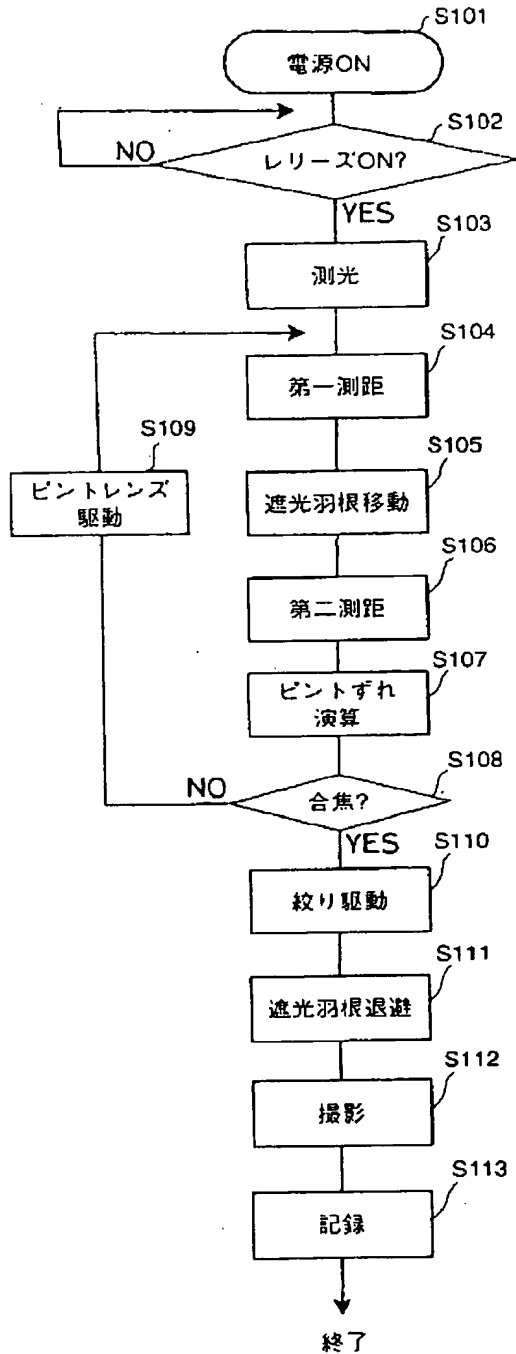 S101
電源ON
S102
レリーズON?
NO
YES
S103
測光
S104
第一測距
S109
ピントレンズ
駆動
S105
遮光羽根移動
S106
第二測距
S107
ピントずれ
演算
S108
合焦?
NO
YES
S110
絞り駆動
S111
遮光羽根退避
S112
撮影
S113
記録
終了